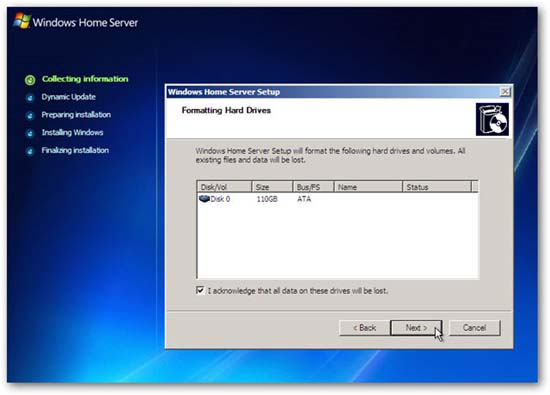 Windows Home Server
Collecting information
Dynamic Update
Preparing installation
Installing Windows
Finalizing installation
Windows Home Server Setup
Formatting Hard Drives
Windows Home Server Setup will format the following hard drives and volumes. All
existing files and data will be lost.
Disk/Vol Size Bus/FS Name Status
Disk 0 110GB ATA
I acknowledge that all data on these drives will be lost.
< Back Next > Cancel